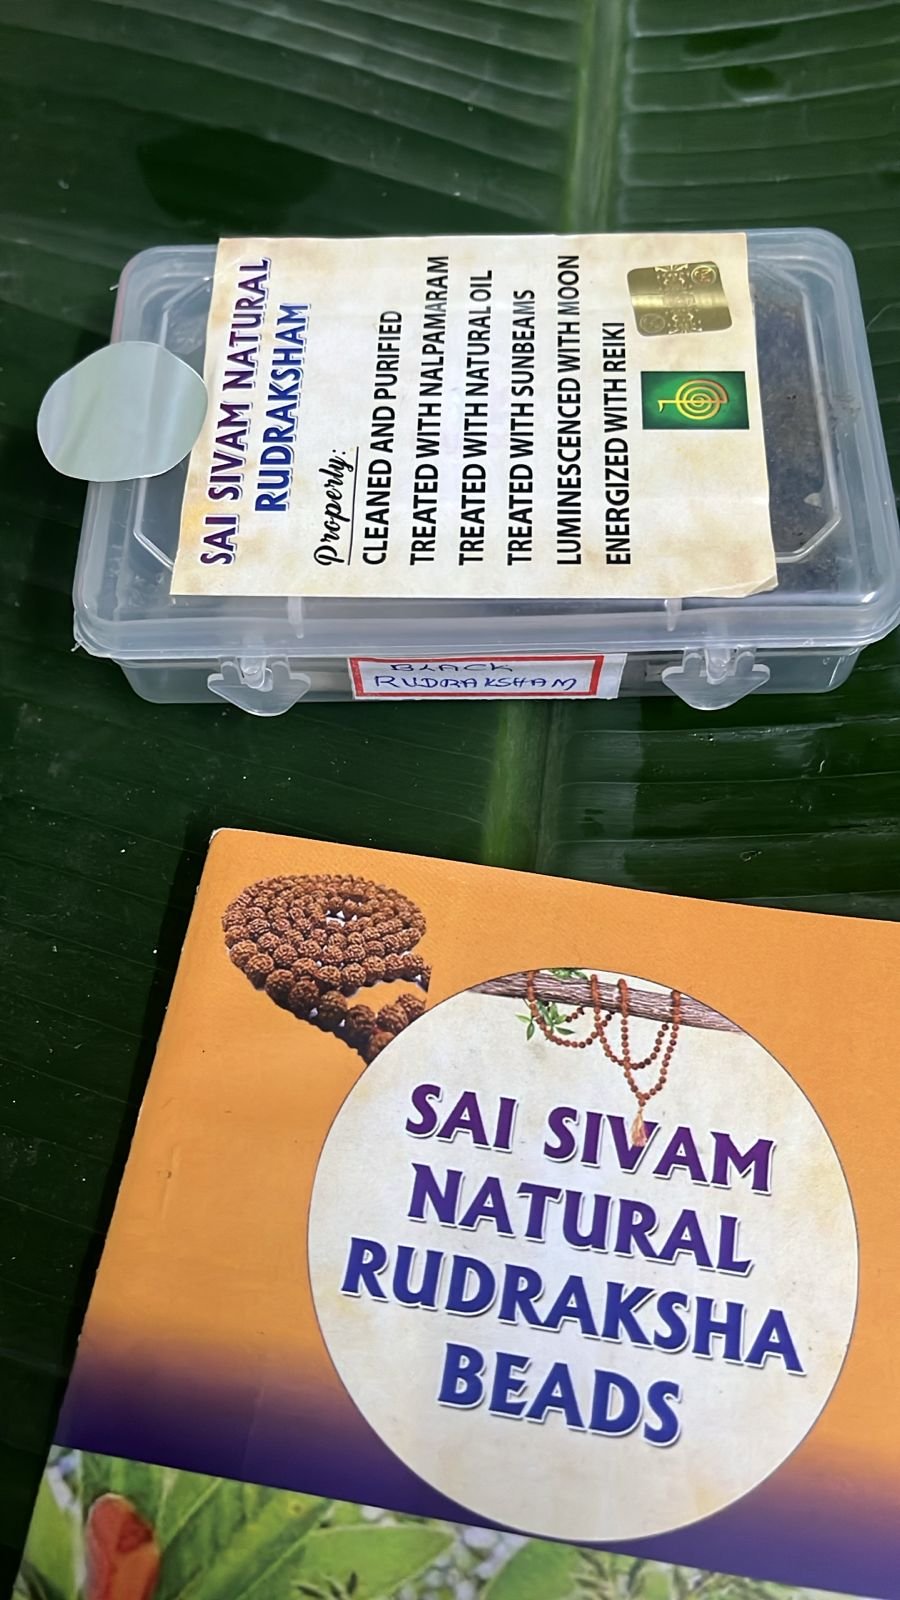 SAI SIVAM NATURAL
RUDRAKSHAM
Properly:
CLEANED AND PURIFIED
TREATED WITH NALPAMARAM
TREATED WITH NATURAL OIL
TREATED WITH SUNBEAMS
LUMINESCENCED WITH MOON
ENERGIZED WITH REIKI
BLACK
RUDRAKSHAM
SAI SIVAM
NATURAL
RUDRAKSHA
BEADS